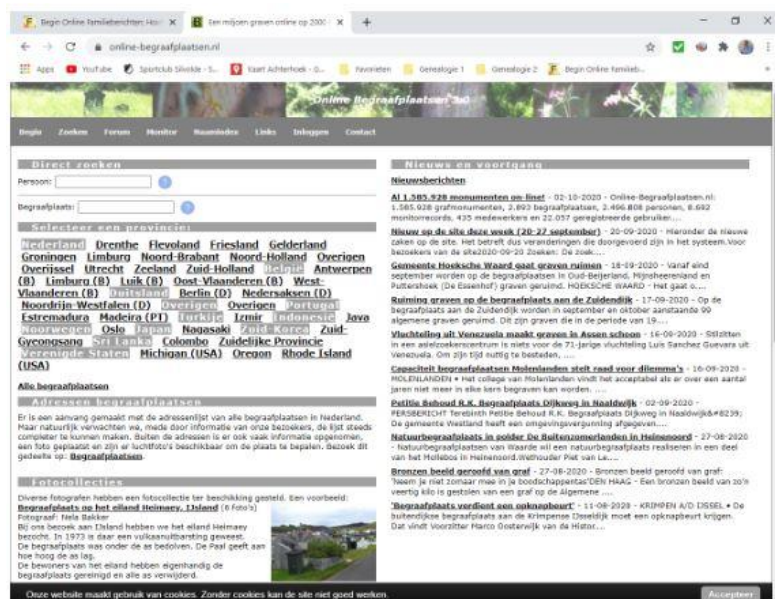 Begin Online Familieberichten: Ho
Een miljoen graven online op 2000
online-begraafplaatsen.nl
Apps YouTube Sportclub Silvolde - S... Kaart Achterhoek - G... Favorieten Genealogie 1 Genealogie 2 Begin Online Familieb...
Online Begraafplaatsen 3.0
Begin Zoeken Forum Monitor Naamindex Links Inloggen Contact
Direct zoeken
Persoon: ?
Begraafplaats: ?
Selecteer een provincie:
Nederland Drenthe Flevoland Friesland Gelderland
Groningen Limburg Noord-Brabant Noord-Holland Overigen
Overijssel Utrecht Zeeland Zuid-Holland België Antwerpen
(B) Limburg (B) Luik (B) Oost-Vlaanderen (B) West-
Vlaanderen (B) Duitsland Berlin (D) Nedersaksen (D)
Noordrijn-Westfalen (D) Overigen Overigen Portugal
Estremadura Madeira (PT) Turkije Izmir Indonesië Java
Noorwegen Oslo Japan Nagasaki Zuid-Korea Zuid-
Gyeongsang Sri Lanka Colombo Zuidelijke Provincie
Verenigde Staten Michigan (USA) Oregon Rhode Island
(USA)
Alle begraafplaatsen
Adressen begraafplaatsen
Er is een aanvang gemaakt met de adressenlijst van alle begraafplaatsen in Nederland.
Maar natuurlijk verwachten we, mede door informatie van onze bezoekers, de lijst steeds
completer te kunnen maken. Buiten de adressen is er ook vaak informatie opgenomen,
een foto geplaatst en zijn er luchtfoto's beschikbaar om de plaats te bepalen. Bezoek dit
gedeelte op: Begraafplaatsen.
Fotocollecties
Diverse fotografen hebben een fotocollectie ter beschikking gesteld. Een voorbeeld:
Begraafplaats op het eiland Heimaey, IJsland (6 foto's)
Fotograaf: Nela Bakker
Bij ons bezoek aan IJsland hebben we het eiland Heimaey
bezocht. In 1973 is daar een vulkaanuitbarsting geweest.
De begraafplaats was onder de as bedolven. De Paal geeft aan
hoe hoog de as lag.
De bewoners van het eiland hebben eigenhandig de
begraafplaats gereinigd en alle as verwijderd.
Nieuws en voortgang
Nieuwsberichten
Al 1.585.928 monumenten on-line! - 02-10-2020 - Online-Begraafplaatsen.nl:
1.585.928 grafmonumenten, 2.893 begraafplaatsen, 2.496.808 personen, 8.692
monitorrecords, 435 medewerkers en 22.057 geregistreerde gebruiker....
Nieuw op de site deze week (20-27 september) - 20-09-2020 - Hieronder de nieuwe
zaken op de site. Het betreft dus veranderingen die doorgevoerd zijn in het systeem.Voor
bezoekers van de site2020-09-20 Zoeken: De zoek....
Gemeente Hoeksche Waard gaat graven ruimen - 18-09-2020 - Vanaf eind
september worden op de begraafplaatsen in Oud-Beijerland, Mijnsheerenland en
Puttershoek (De Essenhof) graven geruimd. HOEKSCHE WAARD - Het gaat o....
Ruiming graven op de begraafplaats aan de Zuidendijk - 17-09-2020 - Op de
begraafplaats aan de Zuidendijk worden in september en oktober aanstaande 99
algemene graven geruimd. Dit zijn graven die in de periode van 19....
Vluchteling uit Venezuela maakt graven in Assen schoon - 16-09-2020 - Stilzitten
in een asielzoekerscentrum is niets voor de 71-jarige vluchteling Luis Sanchez Guevara uit
Venezuela. Om zijn tijd nuttig te besteden, ....
Capaciteit begraafplaatsen Molenlanden stelt raad voor dilemma's - 16-09-2020 -
MOLENLANDEN • Het college van Molenlanden vindt het acceptabel als er over een aantal
jaren niet meer in elke kern begraven kan worden. ....
Petitie Behoud R.K. Begraafplaats Dijkweg in Naaldwijk - 02-09-2020 -
PERSBERICHT Terebinth Petitie Behoud R.K. Begraafplaats Dijkweg in Naaldwijk&#8239;
De gemeente Westland heeft een omgevingsvergunning afgegeven....
Natuurbegraafplaats in polder De Buitenzomerlanden in Heinenoord - 27-08-2020
- Natuurbegraafplaatsen van Waarde wil een natuurbegraafplaats realiseren in een deel
van het Hollebos in Heinenoord.Wethouder Piet van Le....
Bronzen beeld geroofd van graf - 27-08-2020 - Bronzen beeld geroofd van graf:
'Neem je niet zomaar mee in je boodschappentas'DEN HAAG - Een bronzen beeld van zo'n
veertig kilo is gestolen van een graf op de Algemene ....
'Begraafplaats verdient een opknapbeurt' - 11-08-2020 - KRIMPEN A/D IJSSEL • De
buitendijkse begraafplaats aan de Krimpense IJsseldijk moet een opknapbeurt krijgen.
Dat vindt Voorzitter Marco Oosterwijk van de Histor....
Onze website maakt gebruik van cookies. Zonder cookies kan de site niet goed werken. Accepteer